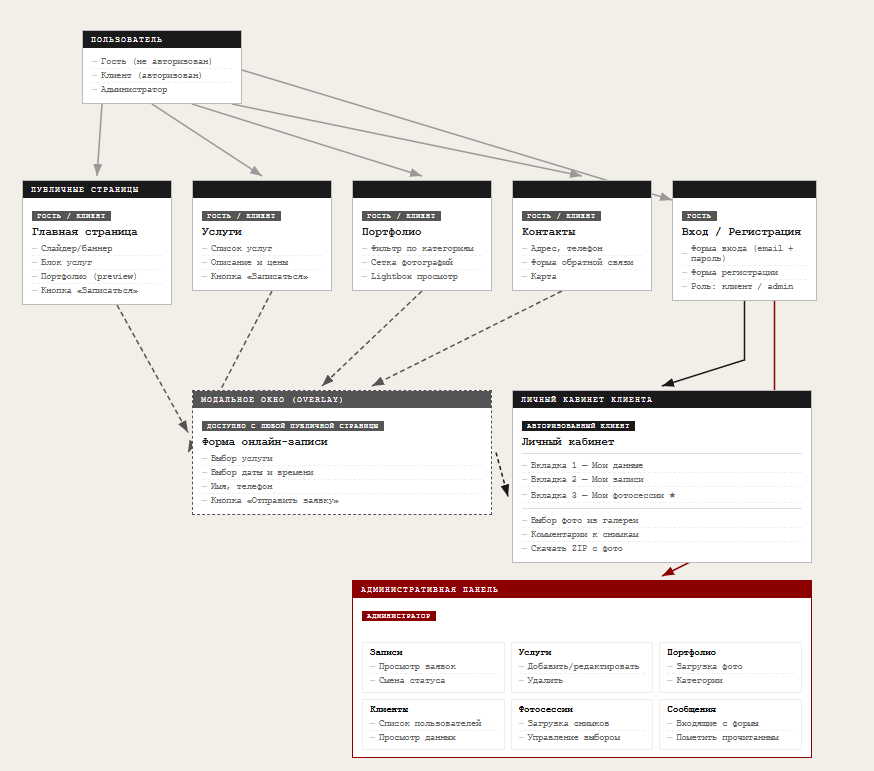 ПОЛЬЗОВАТЕЛЬ
— Гость (не авторизован)
— Клиент (авторизован)
— Администратор
ПУБЛИЧНЫЕ СТРАНИЦЫ
ГОСТЬ / КЛИЕНТ
Главная страница
— Слайдер/баннер
— Блок услуг
— Портфолио (preview)
— Кнопка «Записаться»
ГОСТЬ / КЛИЕНТ
Услуги
— Список услуг
— Описание и цены
— Кнопка «Записаться»
ГОСТЬ / КЛИЕНТ
Портфолио
— Фильтр по категориям
— Сетка фотографий
— Lightbox просмотр
ГОСТЬ / КЛИЕНТ
Контакты
— Адрес, телефон
— Форма обратной связи
— Карта
ГОСТЬ
Вход / Регистрация
— Форма входа (email +
пароль)
— Форма регистрации
— Роль: клиент / admin
МОДАЛЬНОЕ ОКНО (OVERLAY)
ДОСТУПНО С ЛЮБОЙ ПУБЛИЧНОЙ СТРАНИЦЫ
Форма онлайн-записи
— Выбор услуги
— Выбор даты и времени
— Имя, телефон
— Кнопка «Отправить заявку»
ЛИЧНЫЙ КАБИНЕТ КЛИЕНТА
АВТОРИЗОВАННЫЙ КЛИЕНТ
Личный кабинет
— Вкладка 1 — Мои данные
— Вкладка 2 — Мои записи
— Вкладка 3 — Мои фотосессии ★
— Выбор фото из галереи
— Комментарии к снимкам
— Скачать ZIP с фото
АДМИНИСТРАТИВНАЯ ПАНЕЛЬ
АДМИНИСТРАТОР
Записи
— Просмотр заявок
— Смена статуса
Услуги
— Добавить/редактировать
— Удалить
Портфолио
— Загрузка фото
— Категории
Клиенты
— Список пользователей
— Просмотр данных
Фотосессии
— Загрузка снимков
— Управление выбором
Сообщения
— Входящие с формы
— Пометить прочитанным